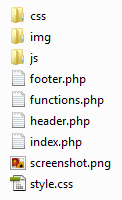 css
img
js
footer.php
functions.php
header.php
index.php
screenshot.png
style.css